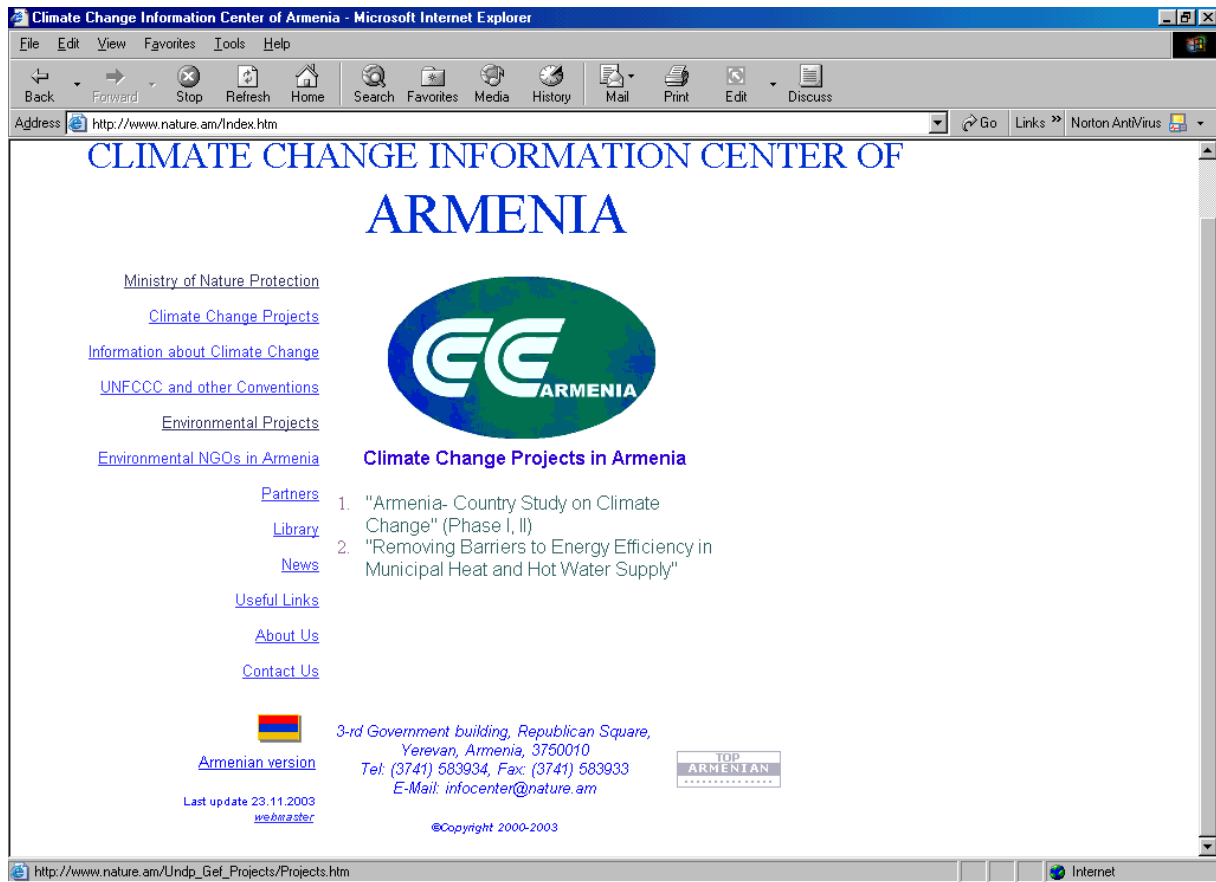 Climate Change Information Center of Armenia - Microsoft Internet Explorer
File Edit View Favorites Tools Help
Back Forward Stop Refresh Home Search Favorites Media History Mail Print Edit Discuss
Address http://www.nature.am/Index.htm Go Links » Norton AntiVirus
CLIMATE CHANGE INFORMATION CENTER OF
ARMENIA
Ministry of Nature Protection
Climate Change Projects
Information about Climate Change
UNFCCC and other Conventions
Environmental Projects
Environmental NGOs in Armenia
Partners
Library
News
Useful Links
About Us
Contact Us
Armenian version
Last update 23.11.2003
webmaster
CC ARMENIA
Climate Change Projects in Armenia
1. "Armenia- Country Study on Climate
Change" (Phase I, II)
2. "Removing Barriers to Energy Efficiency in
Municipal Heat and Hot Water Supply"
3-rd Government building, Republican Square,
Yerevan, Armenia, 3750010
Tel: (3741) 583934, Fax: (3741) 583933
E-Mail: infocenter@nature.am
©Copyright 2000-2003
TOP
ARMENIAN
http://www.nature.am/Undp_Gef_Projects/Projects.htm Internet